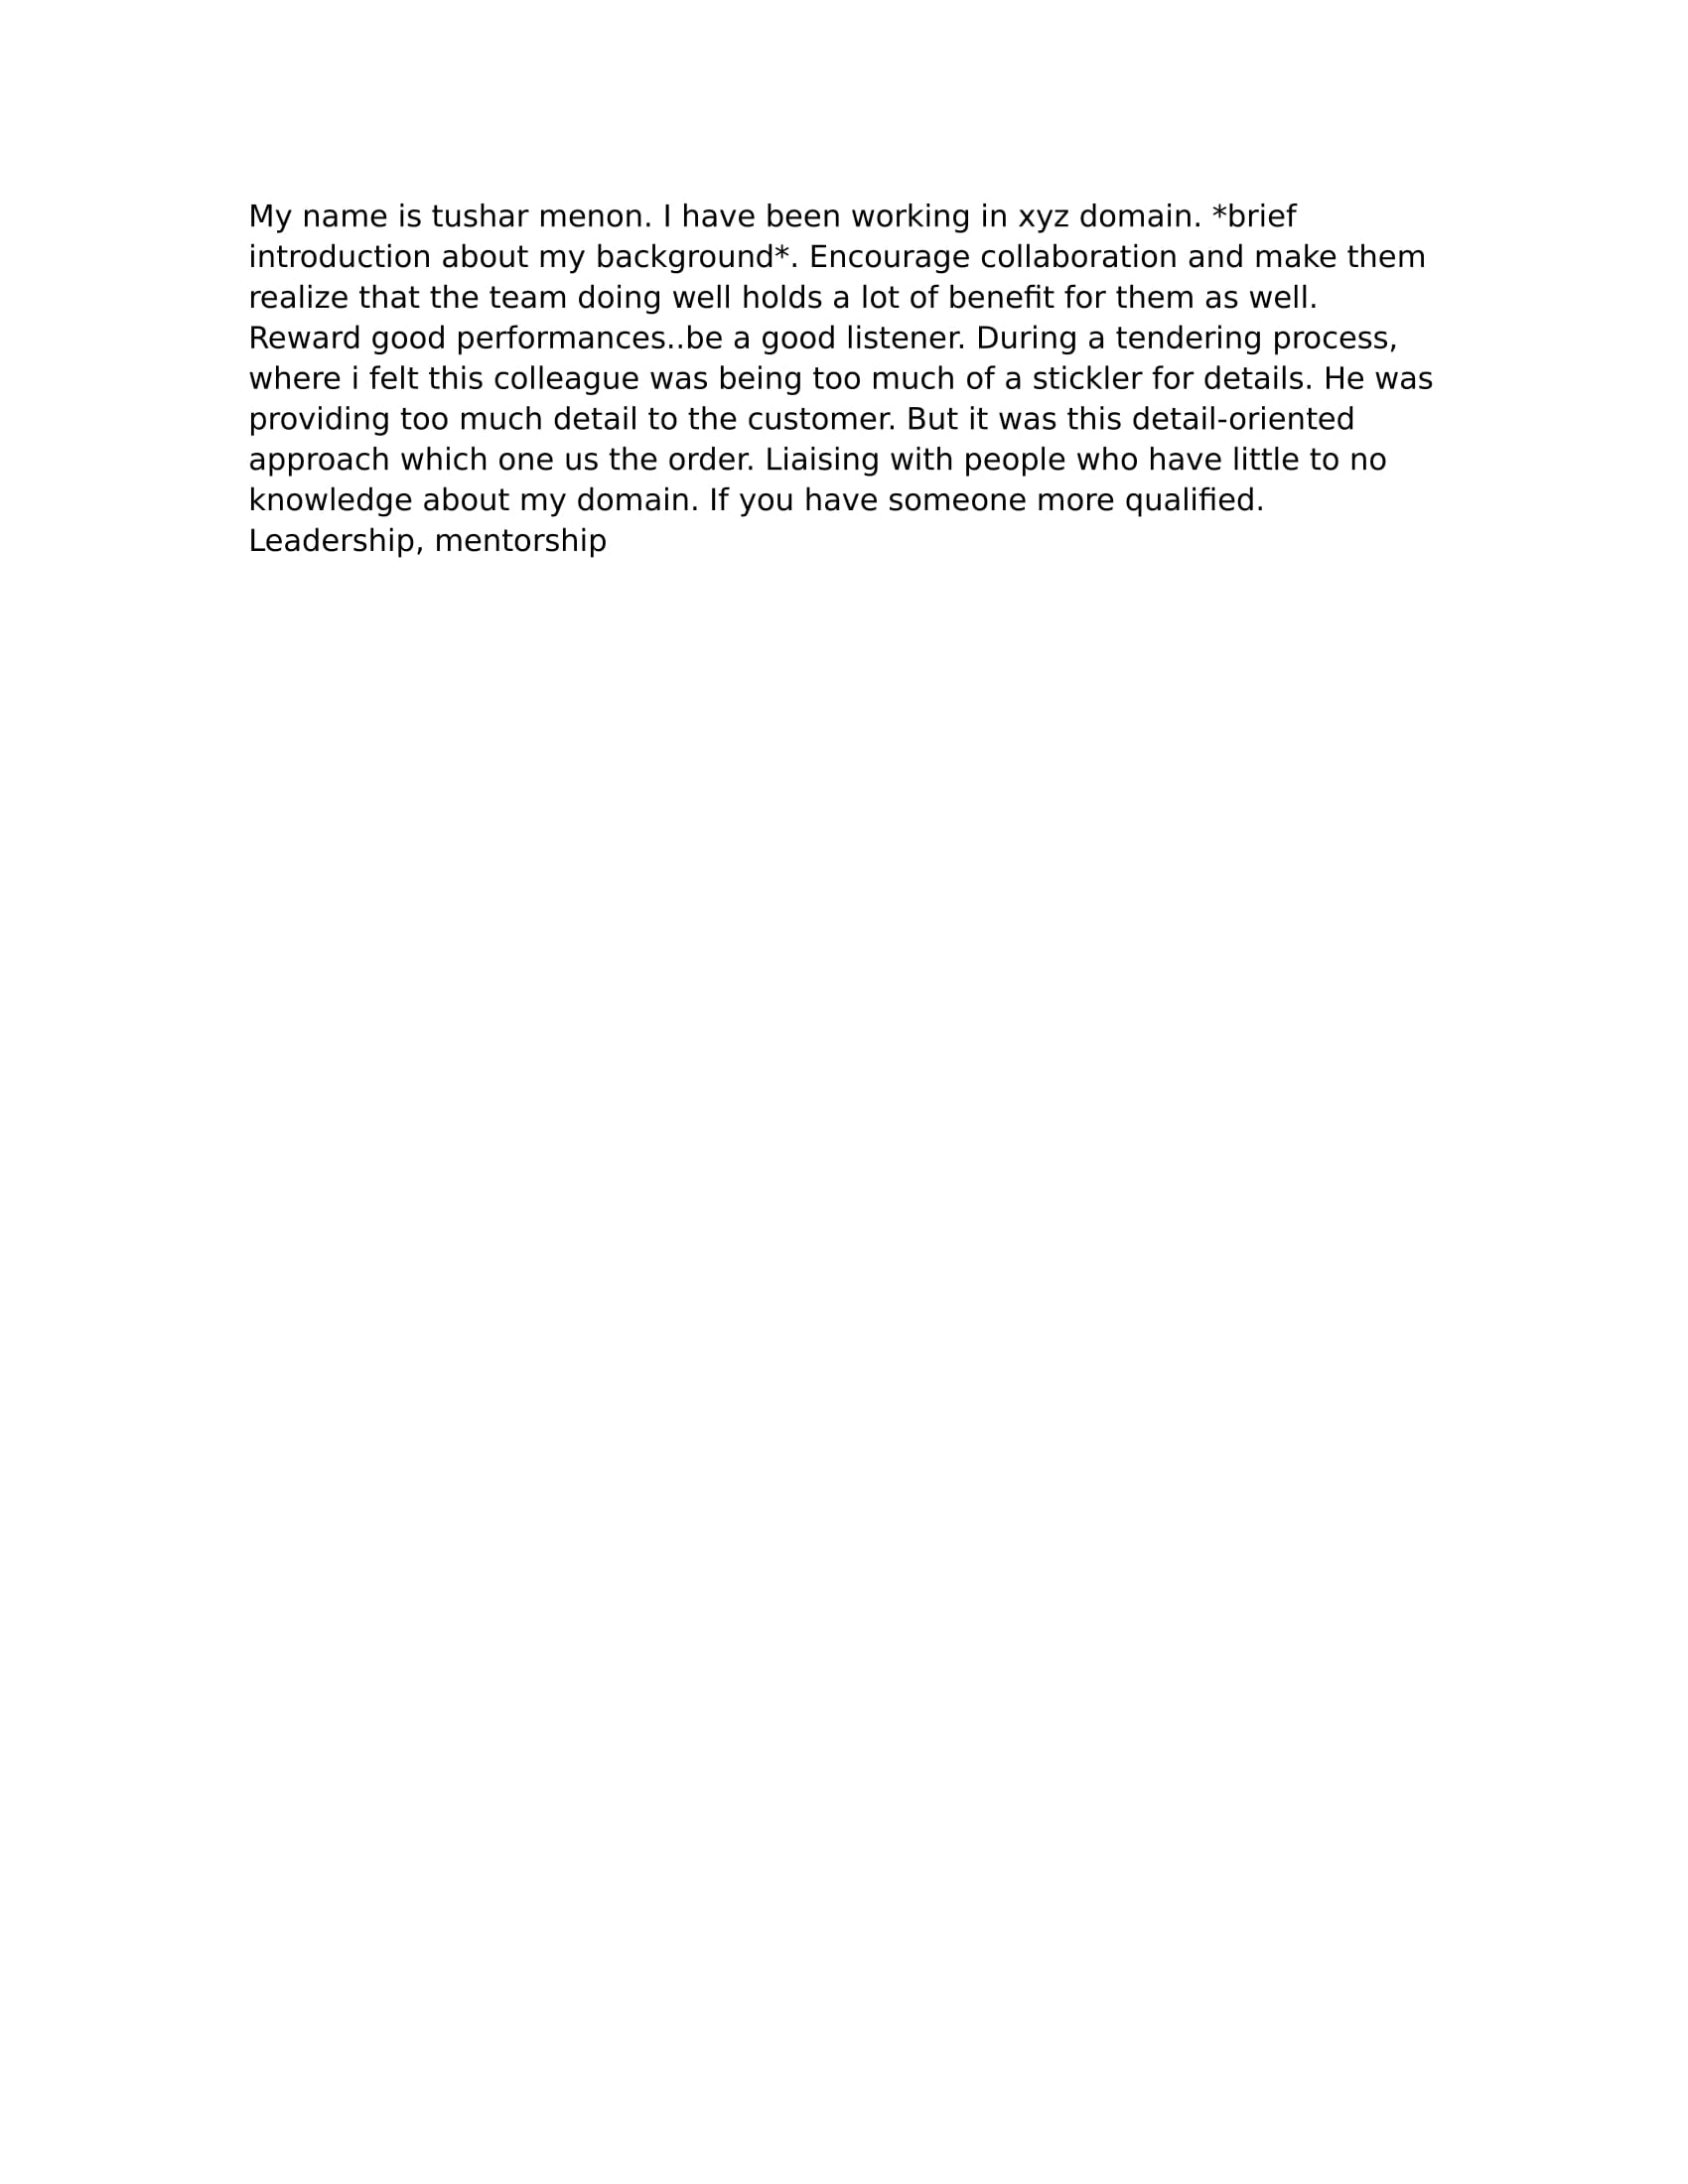 My name is tushar menon. I have been working in xyz domain. *brief
introduction about my background*. Encourage collaboration and make them
realize that the team doing well holds a lot of benefit for them as well.
Reward good performances..be a good listener. During a tendering process,
where i felt this colleague was being too much of a stickler for details. He was
providing too much detail to the customer. But it was this detail-oriented
approach which one us the order. Liaising with people who have little to no
knowledge about my domain. If you have someone more qualified.
Leadership, mentorship